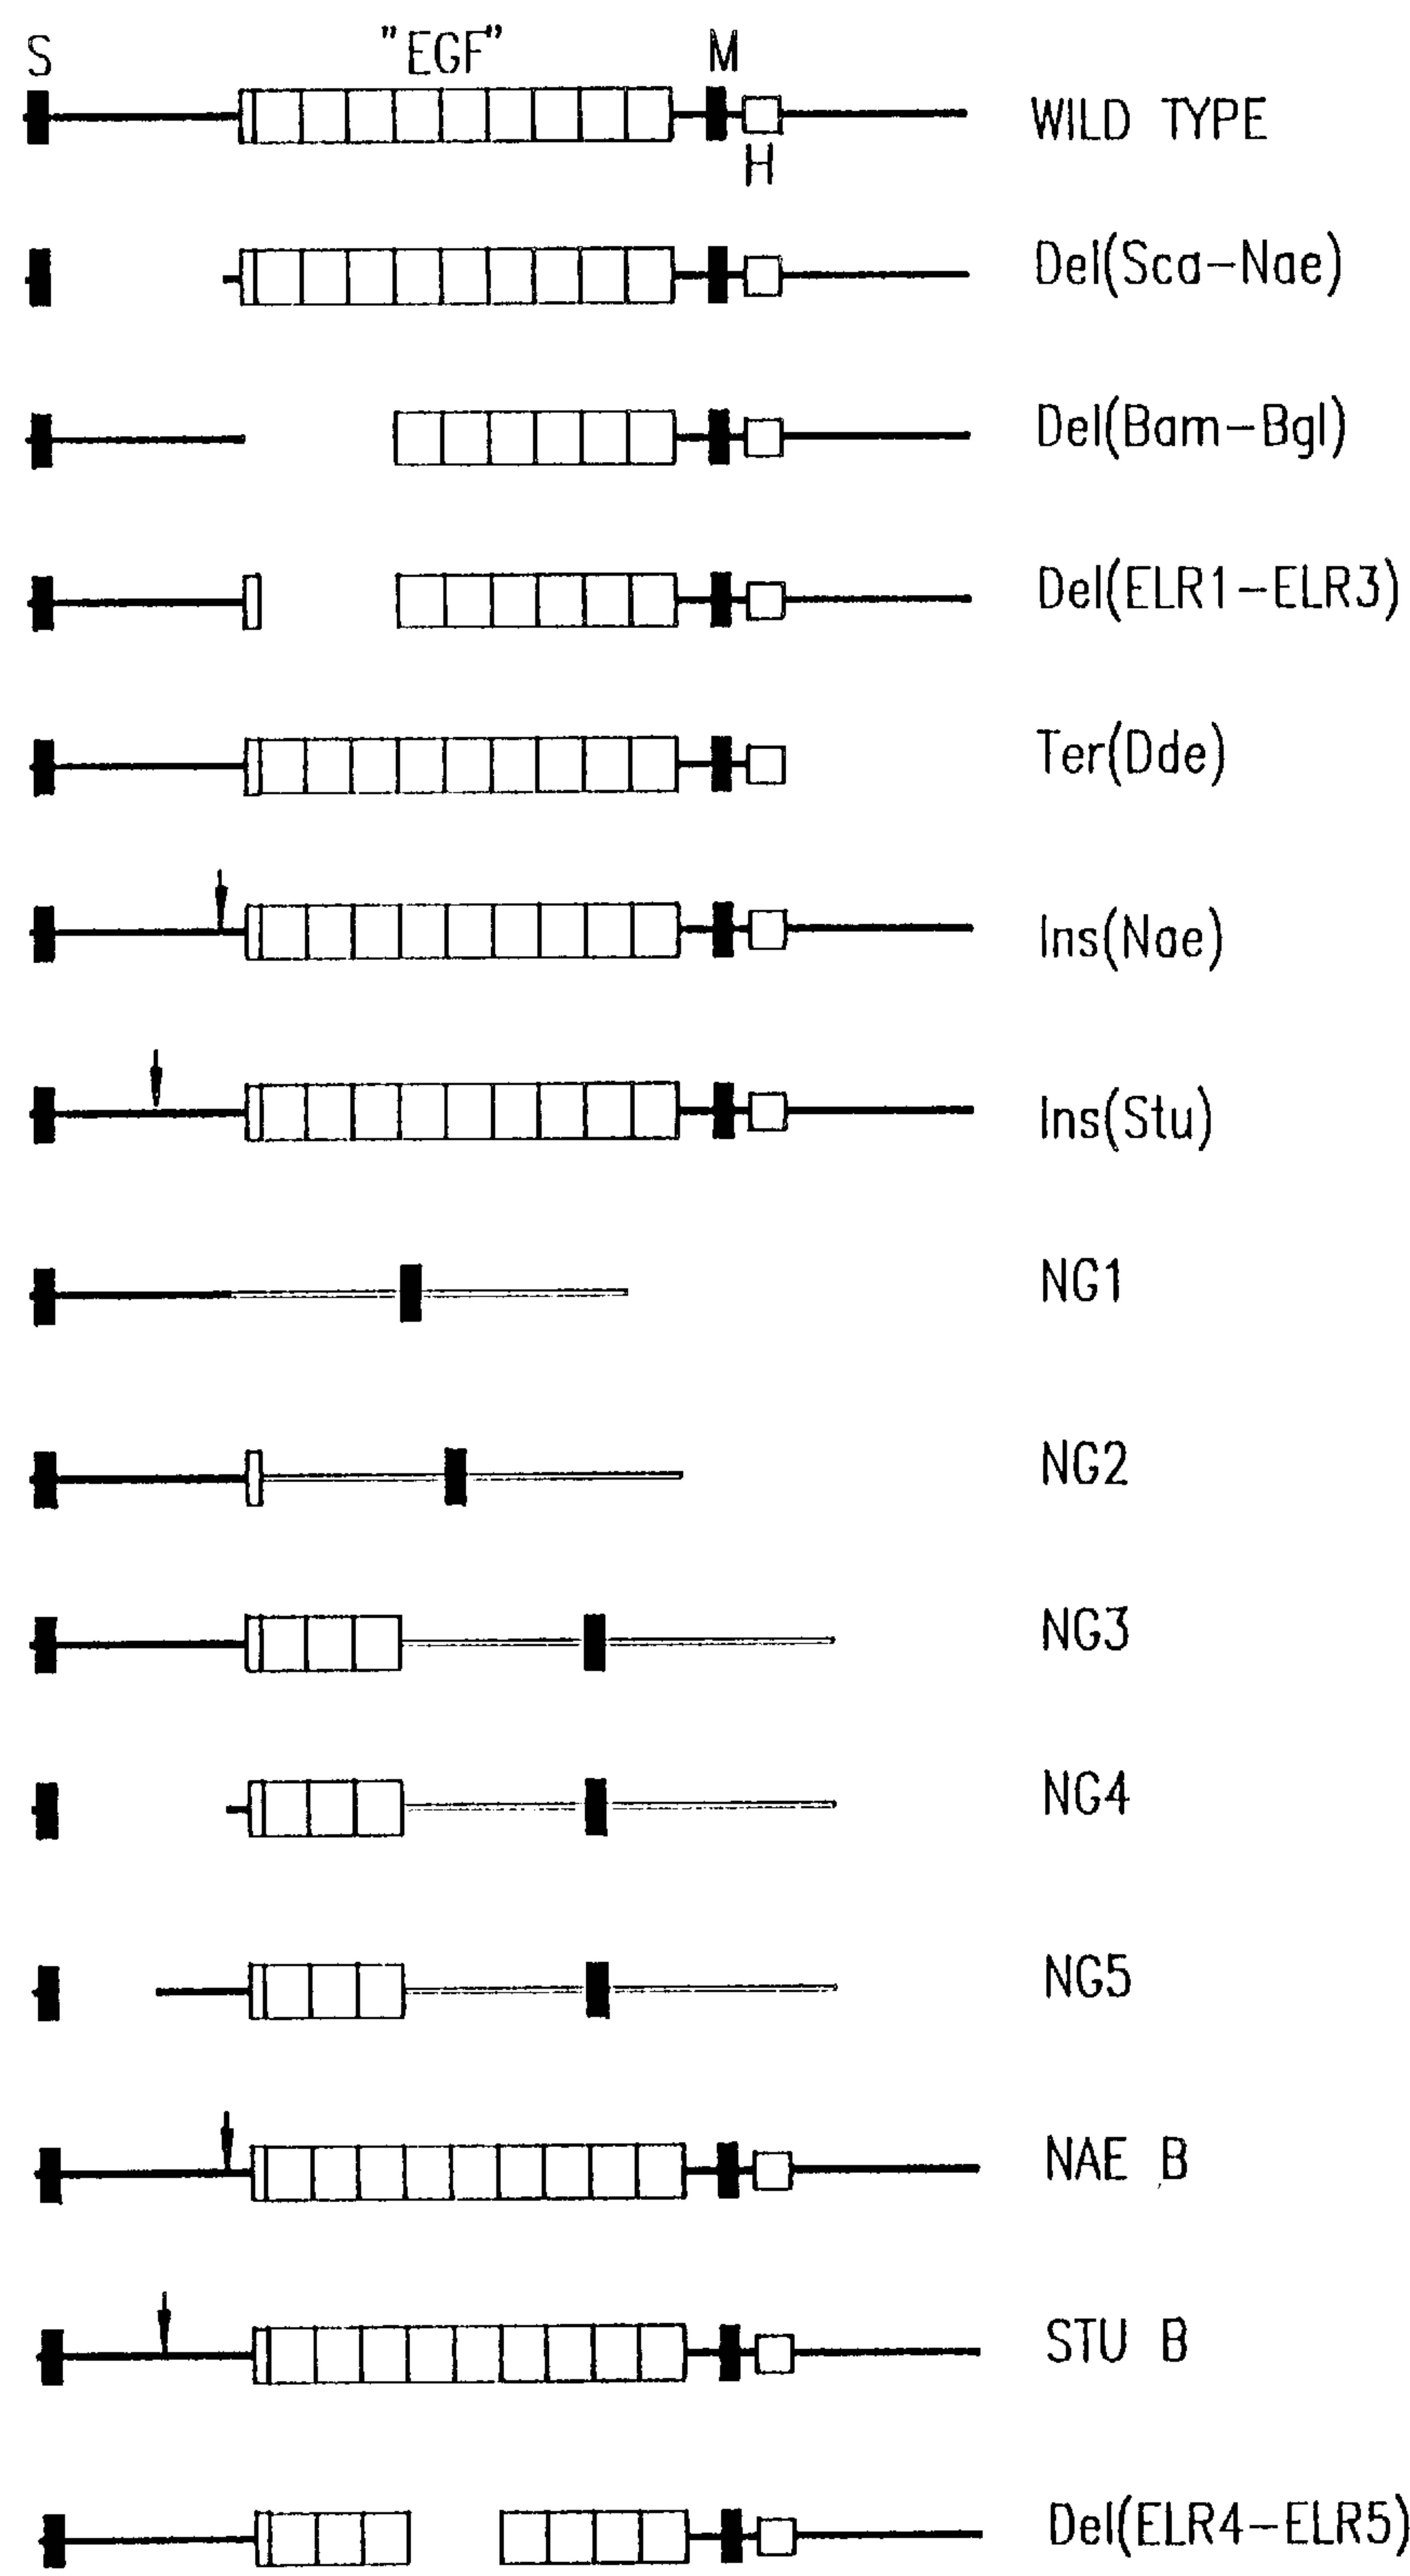 S "EGF" M
WILD TYPE
H
Del(Sca-Nae)
Del(Bam-Bgl)
Del(ELR1-ELR3)
Ter(Dde)
Ins(Nae)
Ins(Stu)
NG1
NG2
NG3
NG4
NG5
NAE B
STU B
Del(ELR4-ELR5)